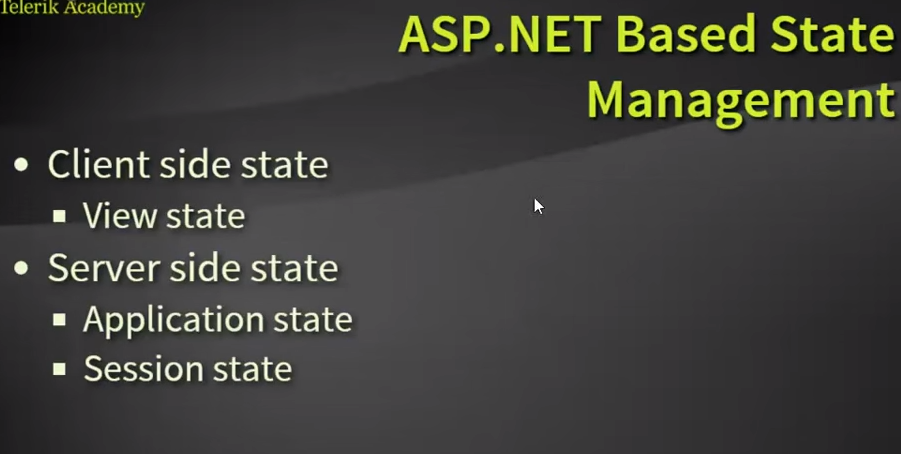 Telerik Academy
ASP.NET Based State
Management
• Client side state
▪ View state
• Server side state
▪ Application state
▪ Session state